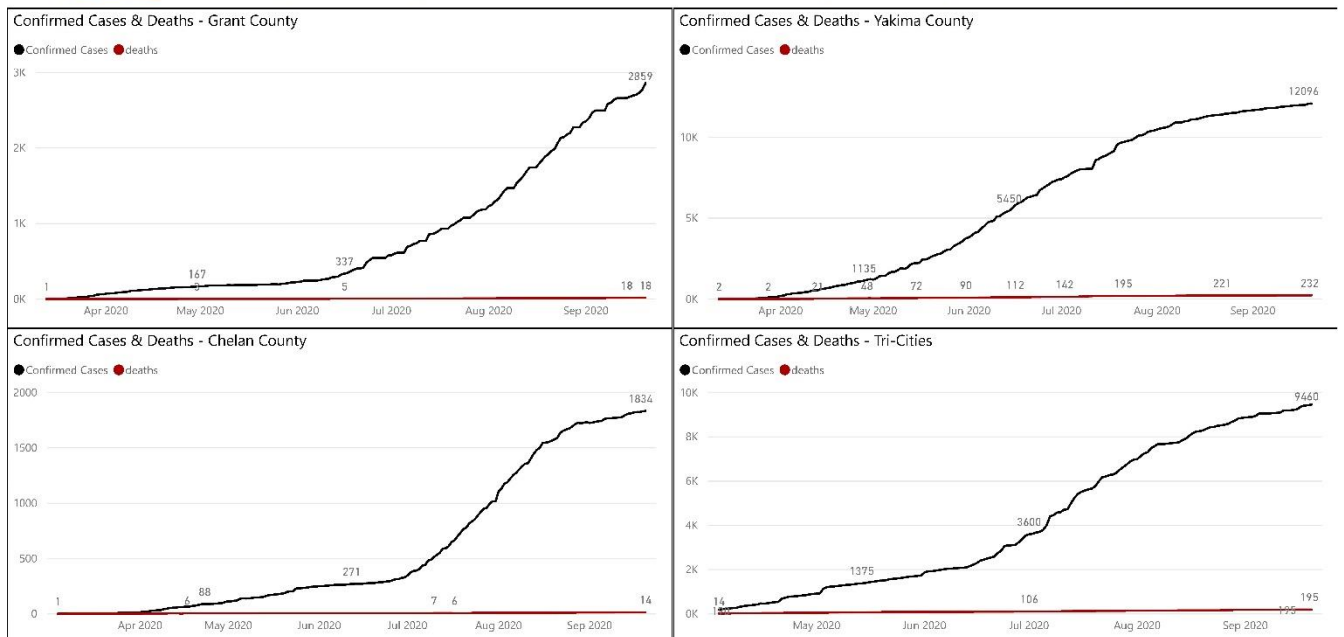 Confirmed Cases & Deaths - Grant County
Confirmed Cases deaths
3K
2859
2K
1K
337
167
1 3 5 18 18
0K
Apr 2020 May 2020 Jun 2020 Jul 2020 Aug 2020 Sep 2020
Confirmed Cases & Deaths - Yakima County
Confirmed Cases deaths
12096
10K
5450
5K
1135
2 2 21 48 72 90 112 142 195 221 232
0K
Apr 2020 May 2020 Jun 2020 Jul 2020 Aug 2020 Sep 2020
Confirmed Cases & Deaths - Chelan County
Confirmed Cases deaths
2000
1834
1500
1000
500
271
88
1 6 7 6 14
0
Apr 2020 May 2020 Jun 2020 Jul 2020 Aug 2020 Sep 2020
Confirmed Cases & Deaths - Tri-Cities
Confirmed Cases deaths
10K
9460
8K
6K
4K
3600
2K
1375
14 106 195 195
0K
May 2020 Jun 2020 Jul 2020 Aug 2020 Sep 2020